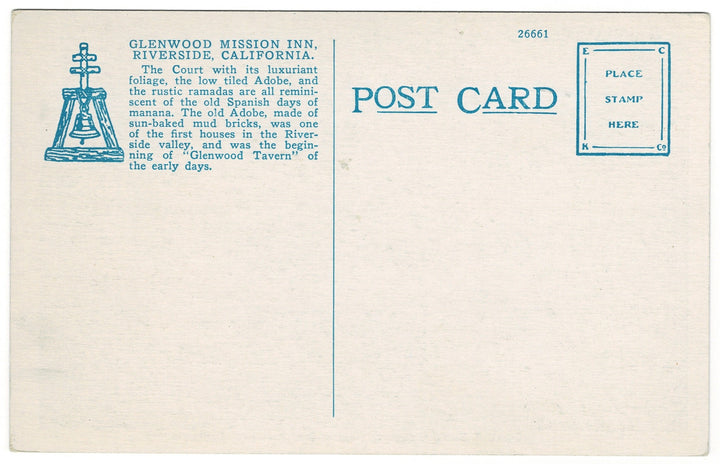 GLENWOOD MISSION INN,
RIVERSIDE, CALIFORNIA.
The Court with its luxuriant
foliage, the low tiled Adobe, and
the rustic ramadas are all remini-
scent of the old Spanish days of
manana. The old Adobe, made of
sun-baked mud bricks, was one
of the first houses in the River-
side valley, and was the begin-
ning of "Glenwood Tavern" of
the early days.
26661
POST CARD
E C
PLACE
STAMP
HERE
K Co